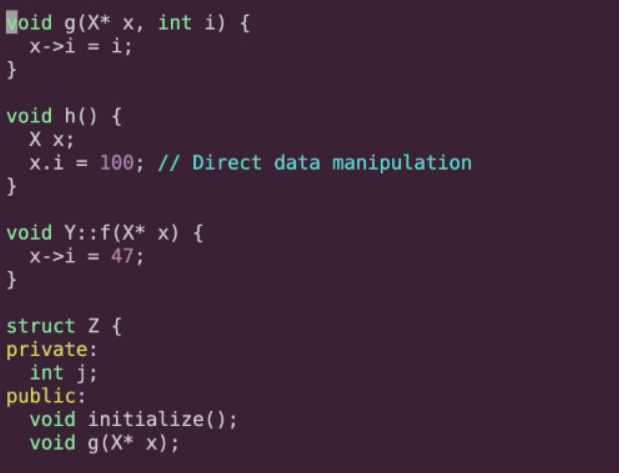 void g(X* x, int i) {
  x->i = i;
}

void h() {
  X x;
  x.i = 100; // Direct data manipulation
}

void Y::f(X* x) {
  x->i = 47;
}

struct Z {
private:
  int j;
public:
  void initialize();
  void g(X* x);